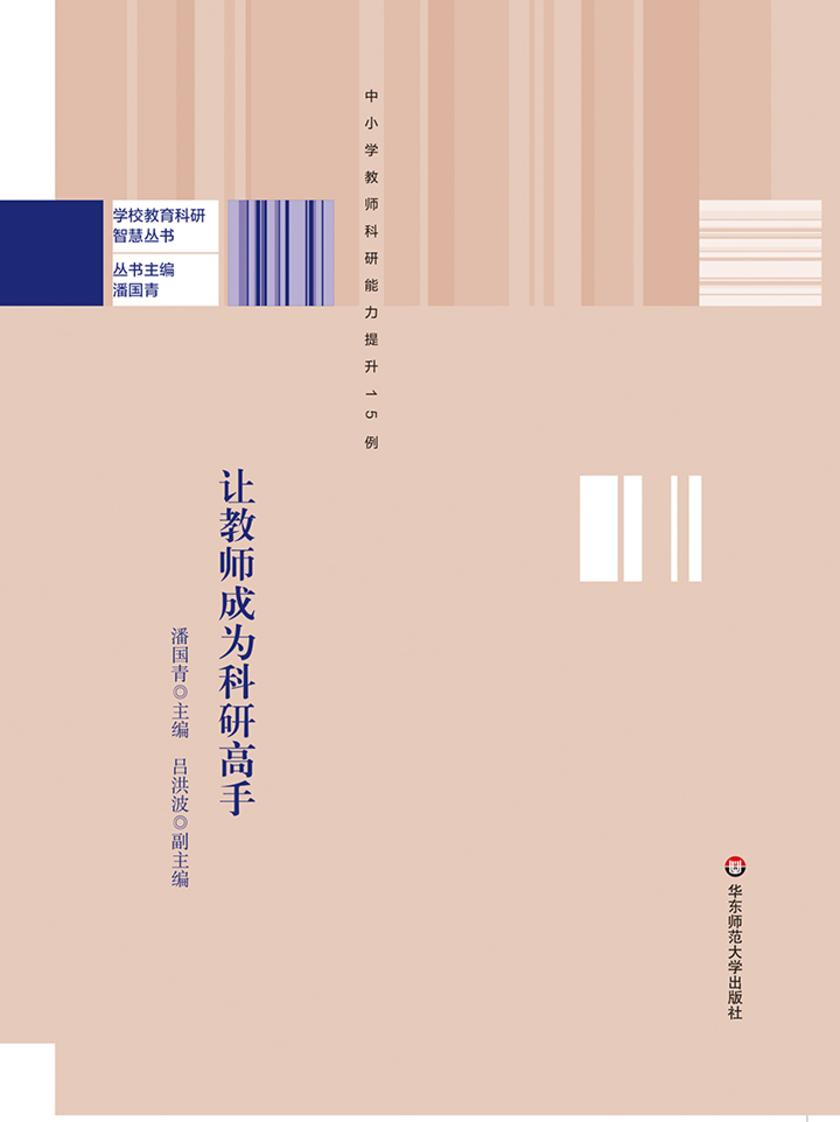 中小学教师科研能力提升15例
学校教育科研
智慧丛书
丛书主编
潘国青
让教师成为科研高手
潘国青◎主编 吕洪波◎副主编
华东师范大学出版社